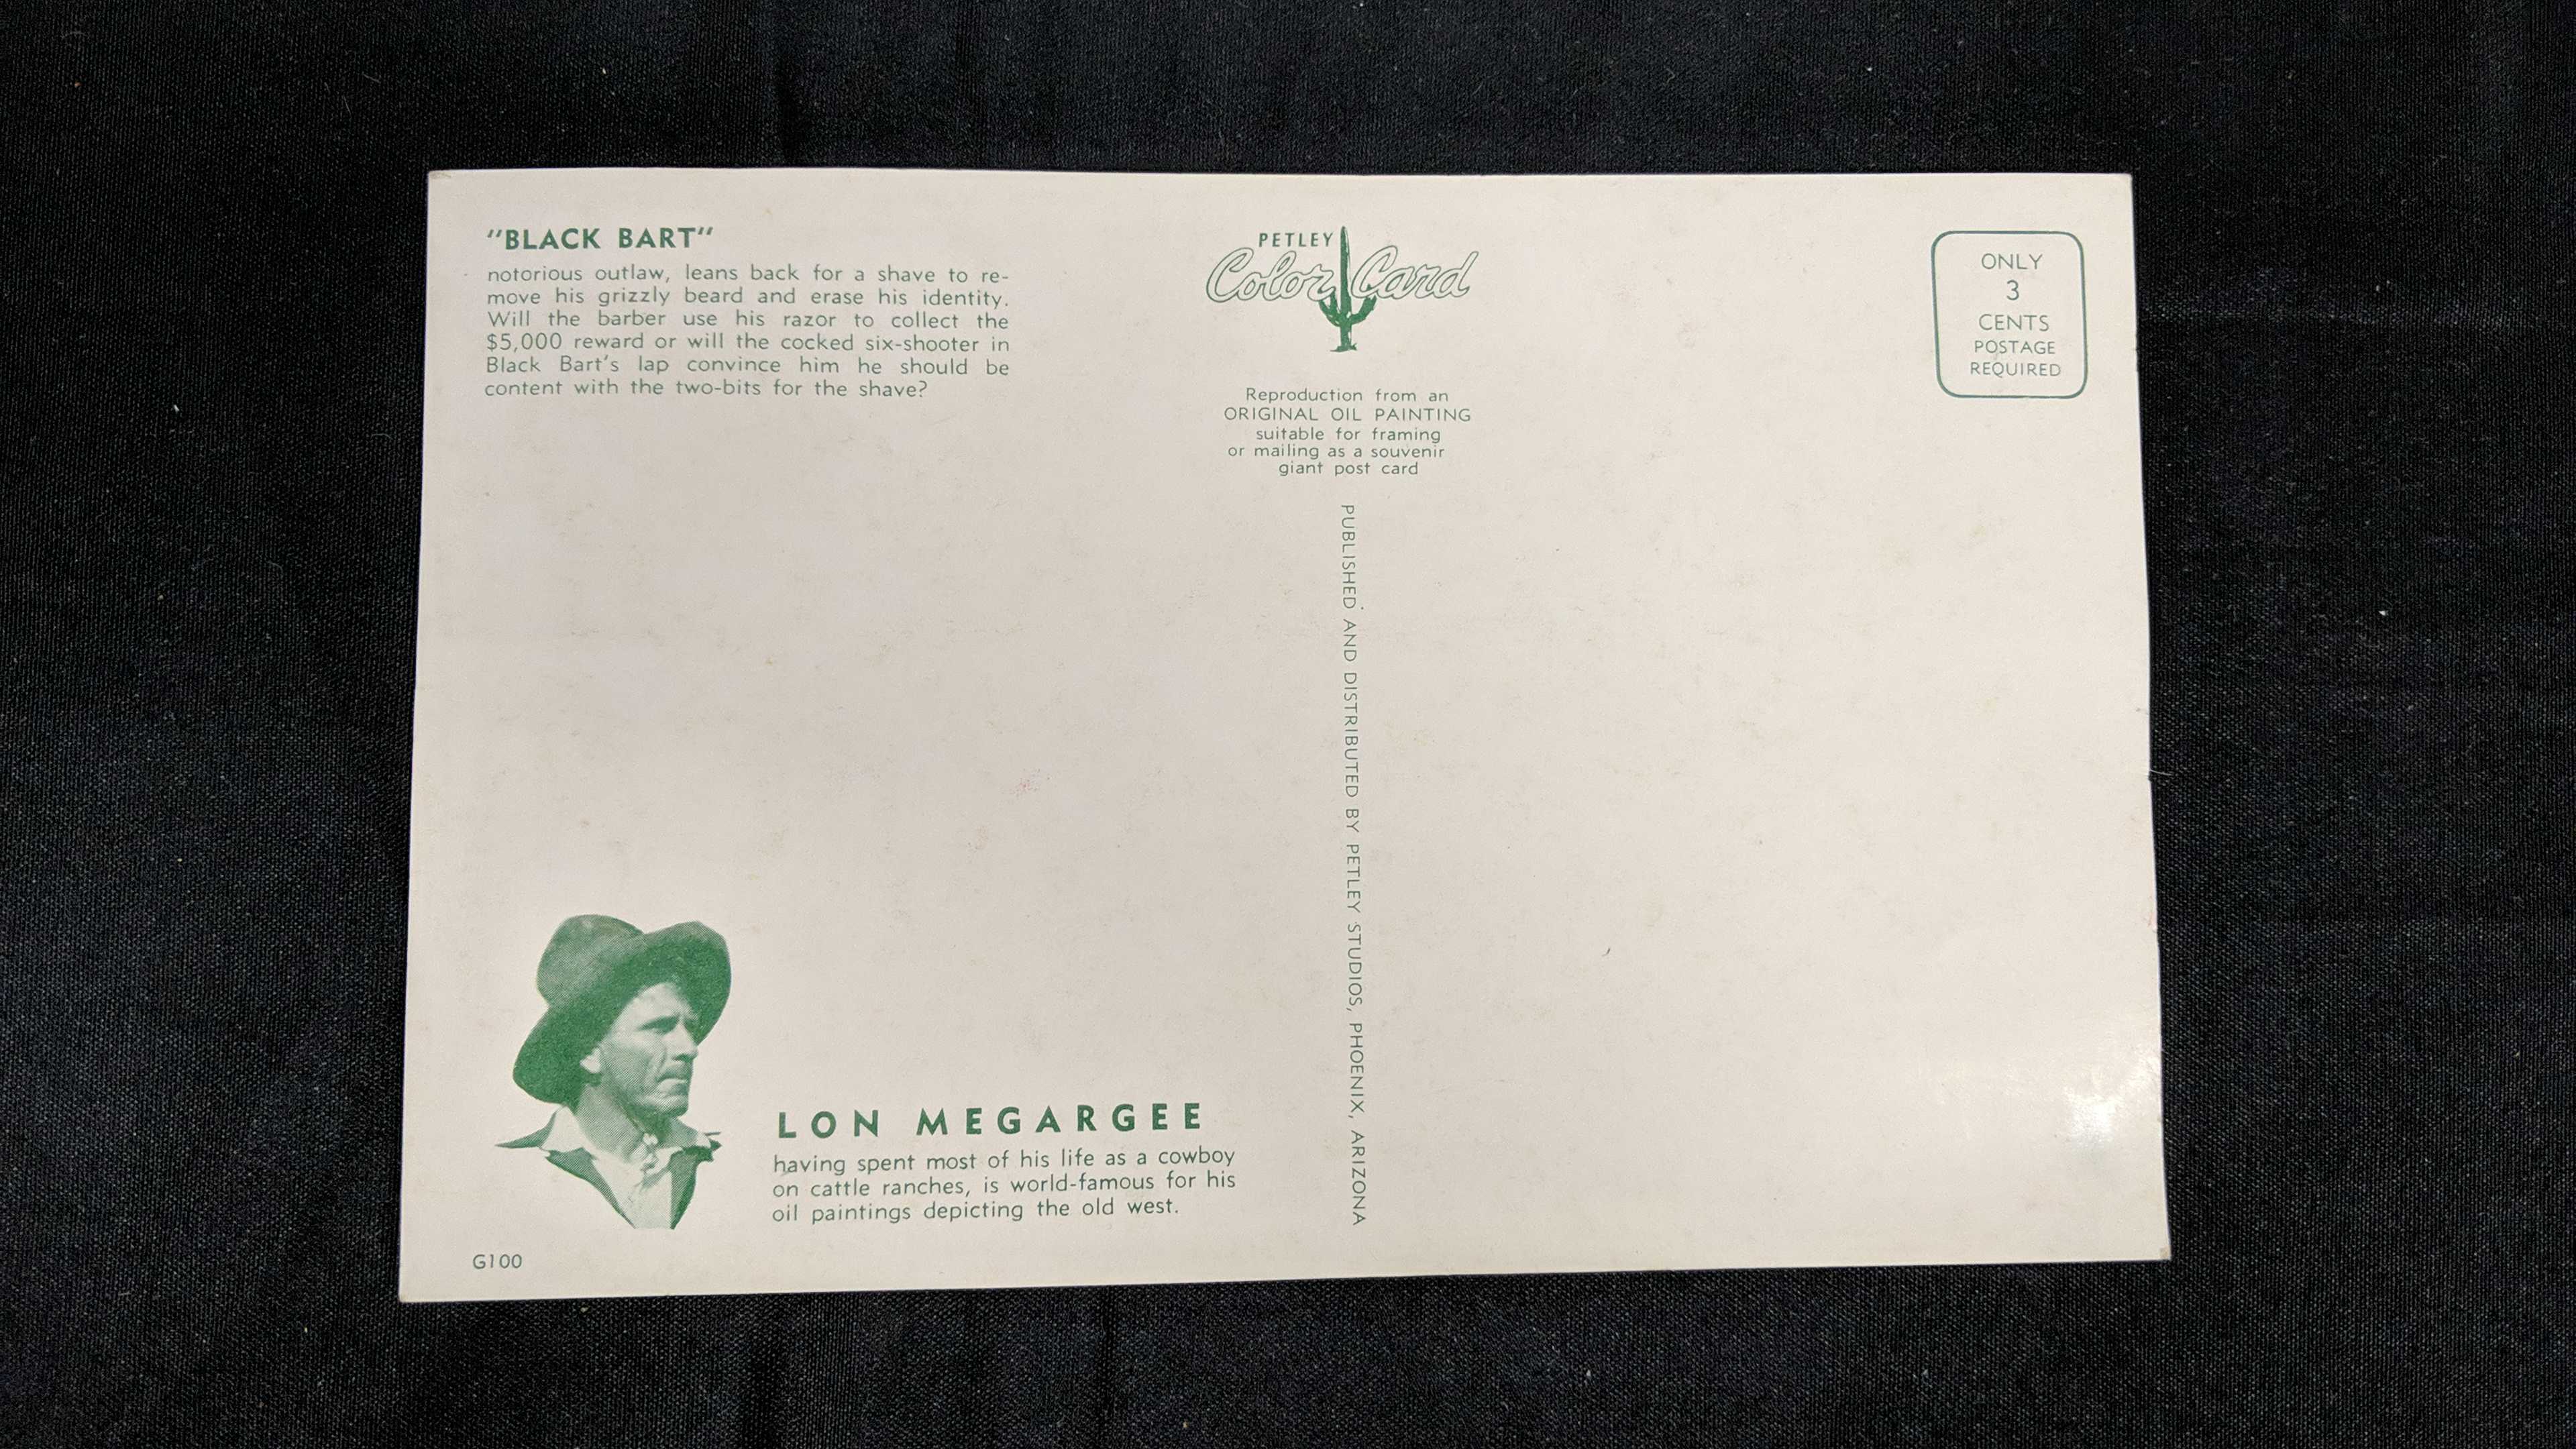 "BLACK BART"
notorious outlaw, leans back for a shave to re-
move his grizzly beard and erase his identity.
Will the barber use his razor to collect the
$5,000 reward or will the cocked six-shooter in
Black Bart's lap convince him he should be
content with the two-bits for the shave?
PETLEY
Color Card
Reproduction from an
ORIGINAL OIL PAINTING
suitable for framing
or mailing as a souvenir
giant post card
ONLY
3
CENTS
POSTAGE
REQUIRED
PUBLISHED AND DISTRIBUTED BY PETLEY STUDIOS, PHOENIX, ARIZONA
LON MEGARGEE
having spent most of his life as a cowboy
on cattle ranches, is world-famous for his
oil paintings depicting the old west.
G100